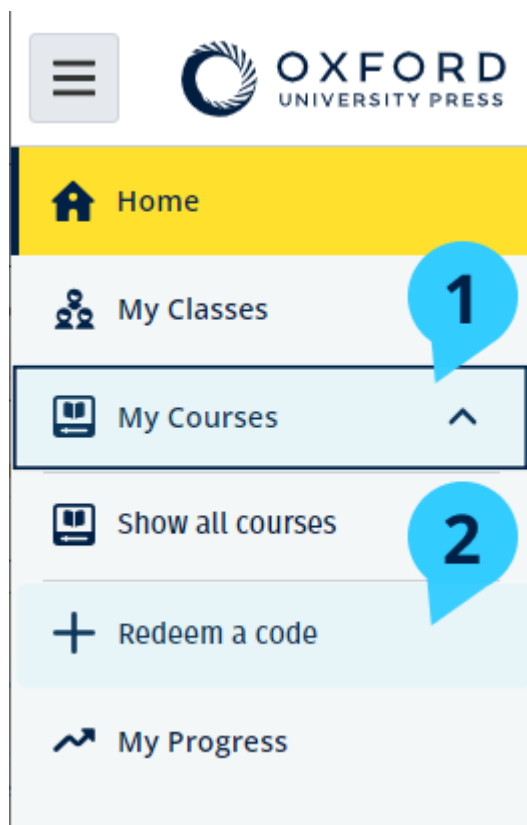 OXFORD
UNIVERSITY PRESS
Home
My Classes
1
My Courses
Show all courses
2
Redeem a code
My Progress